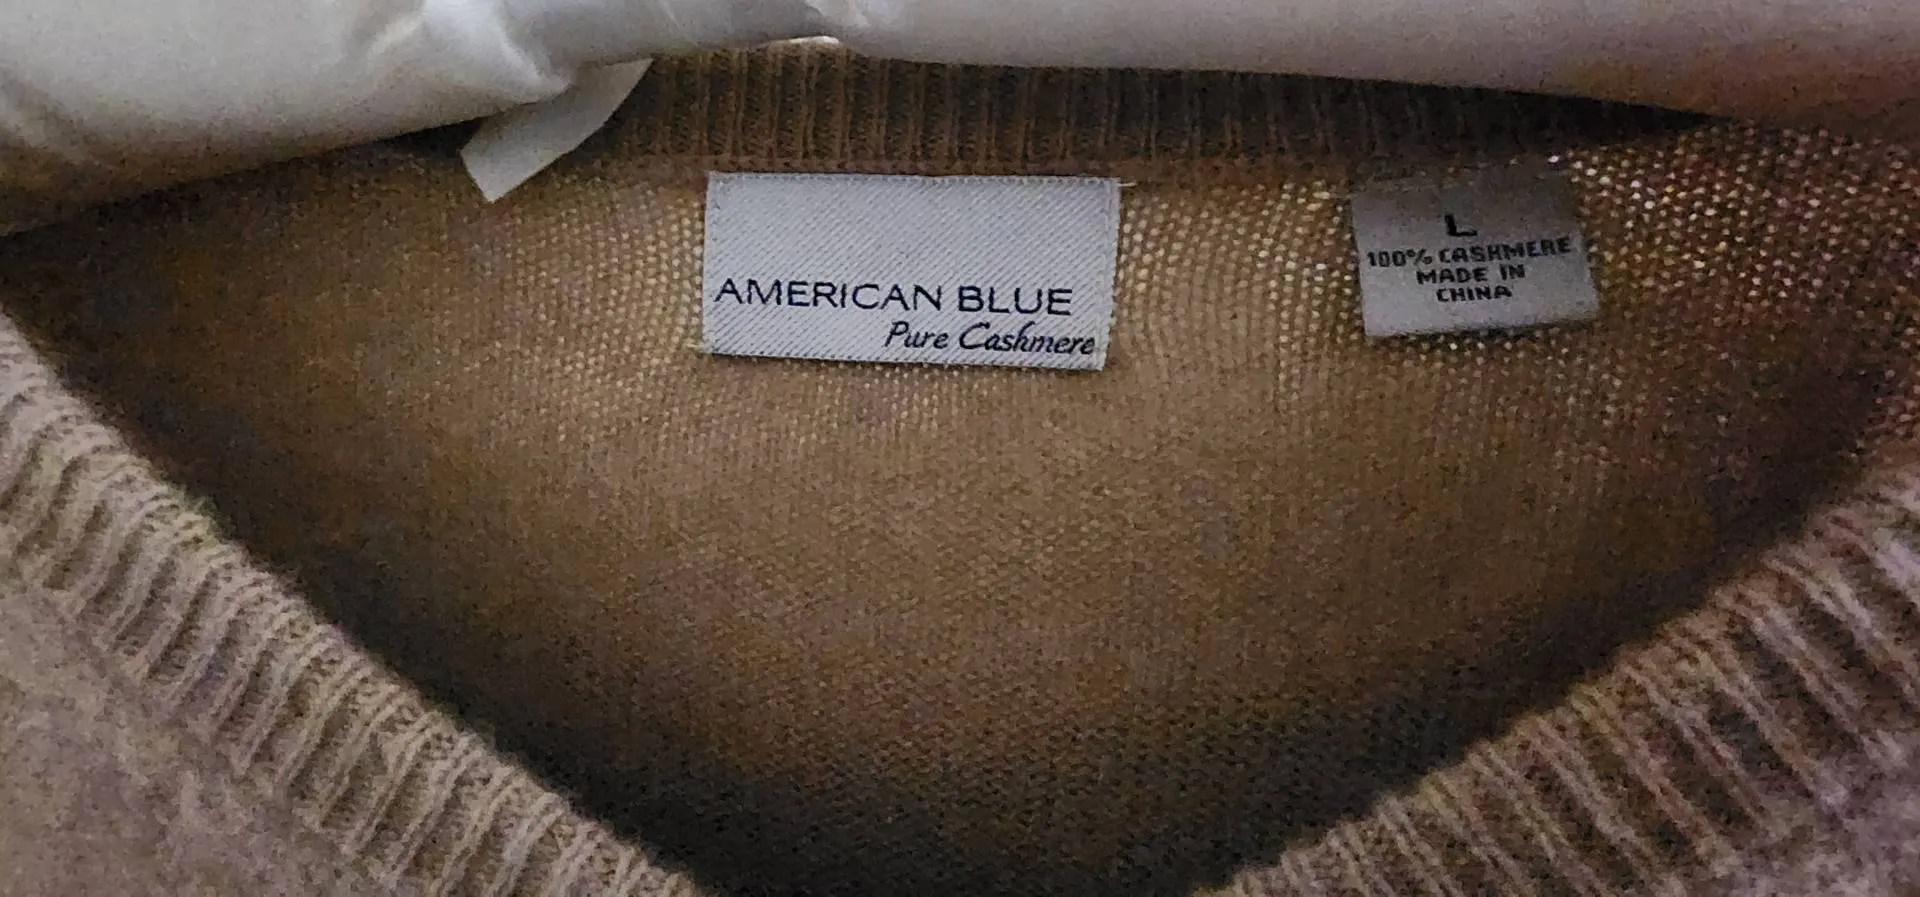 AMERICAN BLUE
Pure Cashmere
L
100% CASHMERE
MADE IN
CHINA